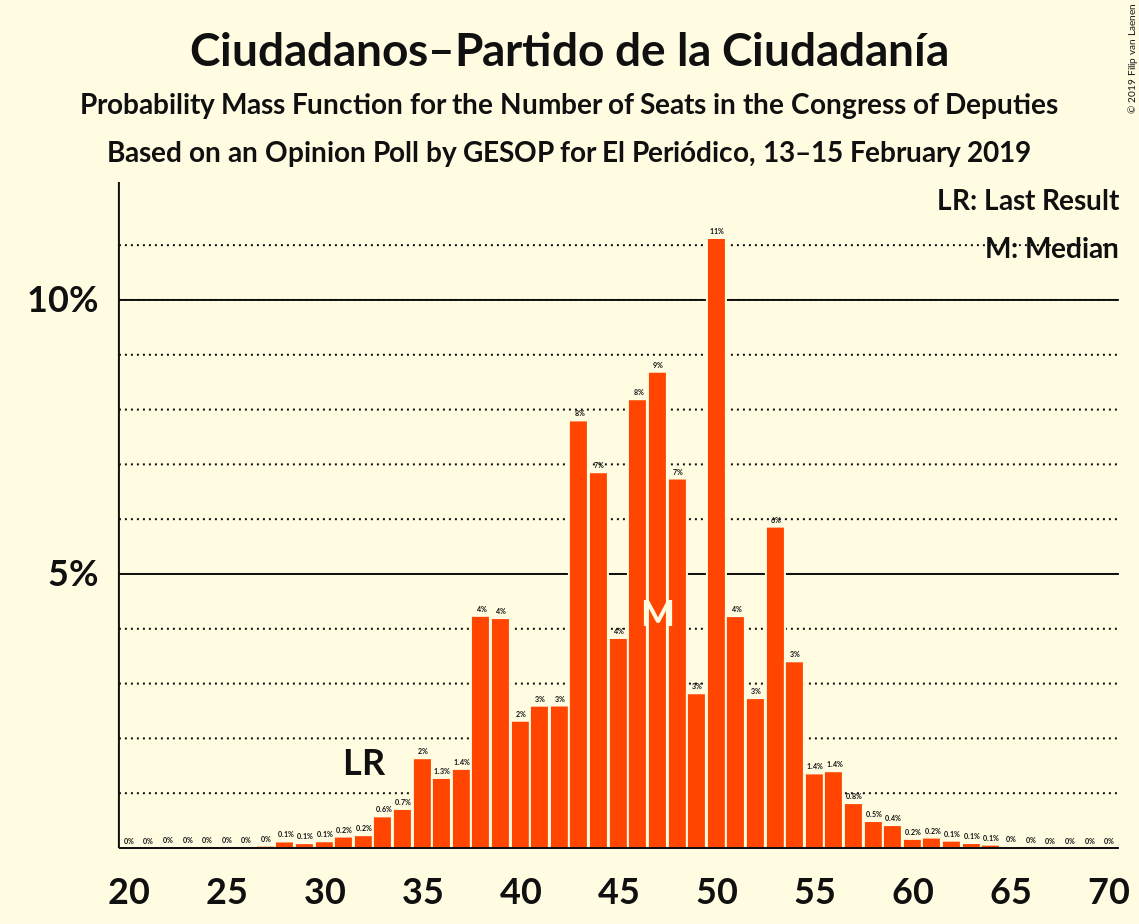 Ciudadanos–Partido de la Ciudadanía
Probability Mass Function for the Number of Seats in the Congress of Deputies
Based on an Opinion Poll by GESOP for El Periódico, 13–15 February 2019
© 2019 Filip van Laenen
LR: Last Result
M: Median
10%
5%
0% 0% 0% 0% 0% 0% 0% 0% 0.1% 0.1% 0.1% 0.2% 0.2% 0.6% 0.7% 2% 1.3% 1.4% 4% 4% 2% 3% 3% 8% 7% 4% 8% 9% 7% 3% 11% 4% 3% 6% 3% 1.4% 1.4% 0.8% 0.5% 0.4% 0.2% 0.2% 0.1% 0.1% 0.1% 0% 0% 0% 0% 0% 0%
M
LR
20 25 30 35 40 45 50 55 60 65 70